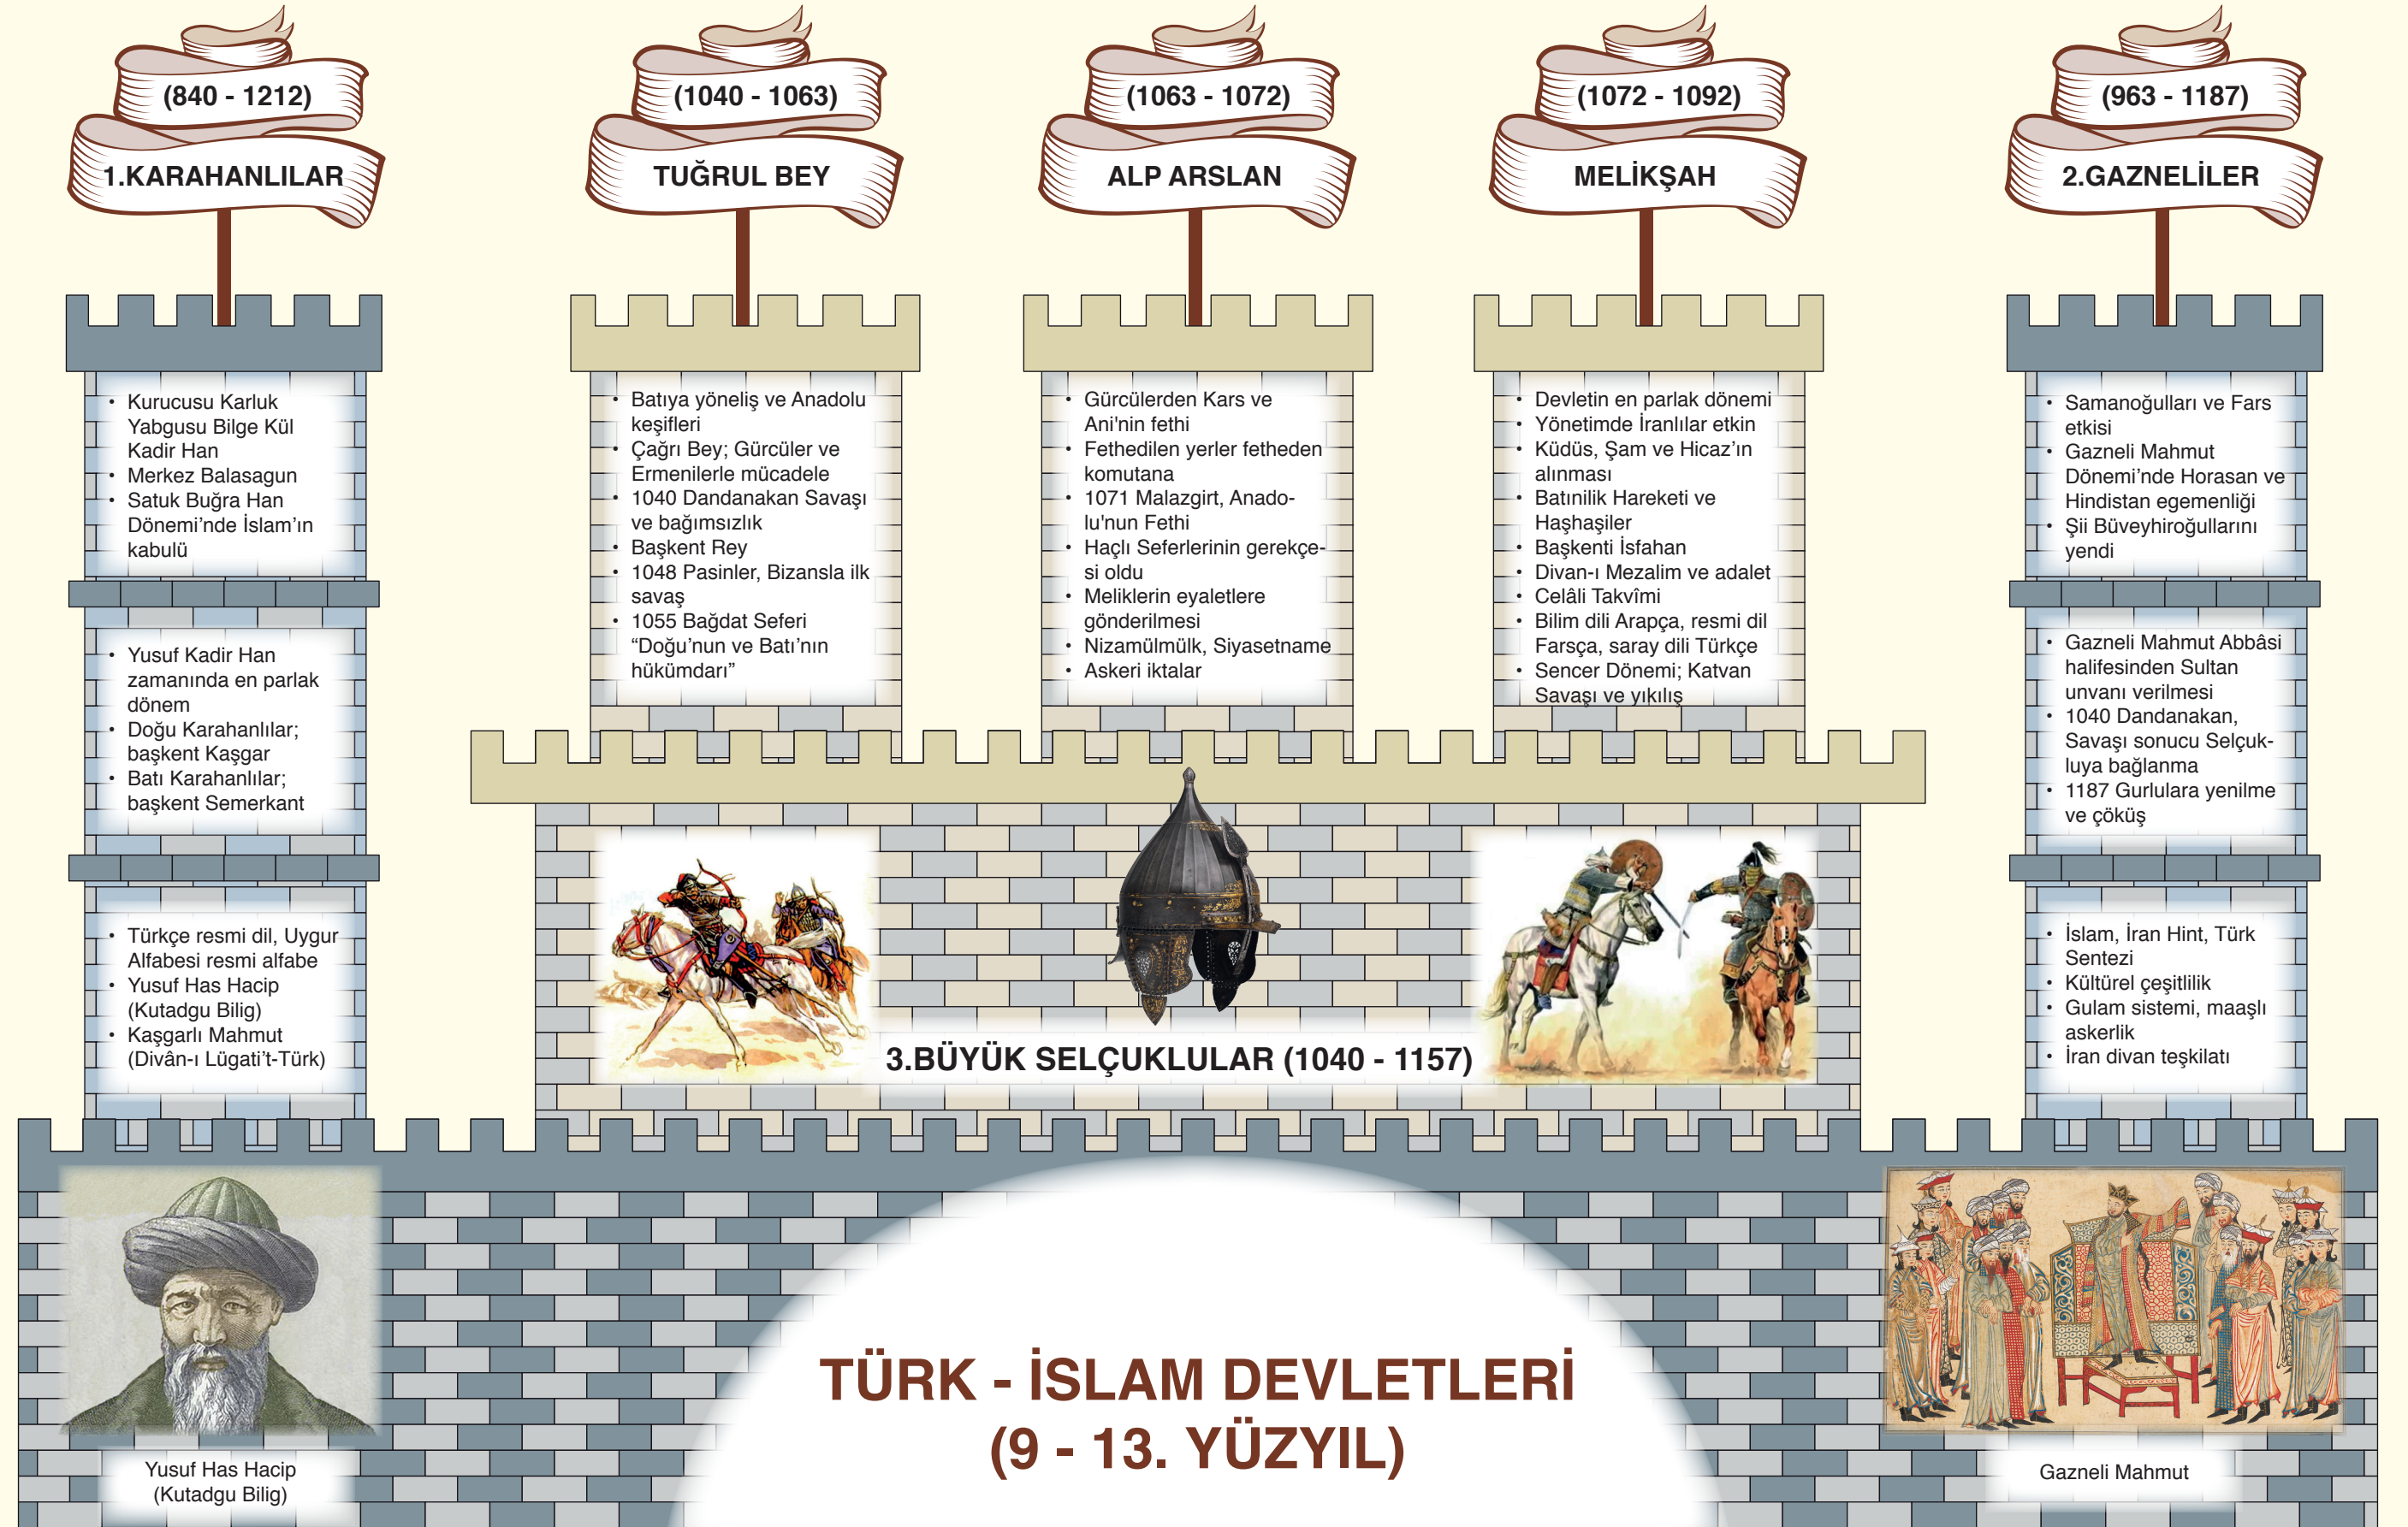 (840 - 1212)
1.KARAHANLILAR
• Kurucusu Karluk
Yabgusu Bilge Kül
Kadir Han
• Merkez Balasagun
• Satuk Buğra Han
Dönemi’nde İslam’ın
kabulü
• Yusuf Kadir Han
zamanında en parlak
dönem
• Doğu Karahanlılar;
başkent Kaşgar
• Batı Karahanlılar;
başkent Semerkant
• Türkçe resmi dil, Uygur
Alfabesi resmi alfabe
• Yusuf Has Hacip
(Kutadgu Bilig)
• Kaşgarlı Mahmut
(Divân-ı Lügati’t-Türk)
(1040 - 1063)
TUĞRUL BEY
• Batıya yöneliş ve Anadolu
keşifleri
• Çağrı Bey; Gürcüler ve
Ermenilerle mücadele
• 1040 Dandanakan Savaşı
ve bağımsızlık
• Başkent Rey
• 1048 Pasinler, Bizansla ilk
savaş
• 1055 Bağdat Seferi
“Doğu’nun ve Batı’nın
hükümdarı”
(1063 - 1072)
ALP ARSLAN
• Gürcülerden Kars ve
Ani'nin fethi
• Fethedilen yerler fetheden
komutana
• 1071 Malazgirt, Anado-
lu'nun Fethi
• Haçlı Seferlerinin gerekçe-
si oldu
• Meliklerin eyaletlere
gönderilmesi
• Nizamülmülk, Siyasetname
• Askeri iktalar
(1072 - 1092)
MELİKŞAH
• Devletin en parlak dönemi
• Yönetimde İranlılar etkin
• Küdüs, Şam ve Hicaz’ın
alınması
• Batınilik Hareketi ve
Haşhaşiler
• Başkenti İsfahan
• Divan-ı Mezalim ve adalet
• Celâli Takvîmi
• Bilim dili Arapça, resmi dil
Farsça, saray dili Türkçe
• Sencer Dönemi; Katvan
Savaşı ve yıkılış
(963 - 1187)
2.GAZNELİLER
• Samanoğulları ve Fars
etkisi
• Gazneli Mahmut
Dönemi’nde Horasan ve
Hindistan egemenliği
• Şii Büveyhiroğullarını
yendi
• Gazneli Mahmut Abbâsi
halifesinden Sultan
unvanı verilmesi
• 1040 Dandanakan,
Savaşı sonucu Selçuk-
luya bağlanma
• 1187 Gurlulara yenilme
ve çöküş
• İslam, İran Hint, Türk
Sentezi
• Kültürel çeşitlilik
• Gulam sistemi, maaşlı
askerlik
• İran divan teşkilatı
3.BÜYÜK SELÇUKLULAR (1040 - 1157)
TÜRK - İSLAM DEVLETLERİ
(9 - 13. YÜZYIL)
Yusuf Has Hacip
(Kutadgu Bilig)
Gazneli Mahmut